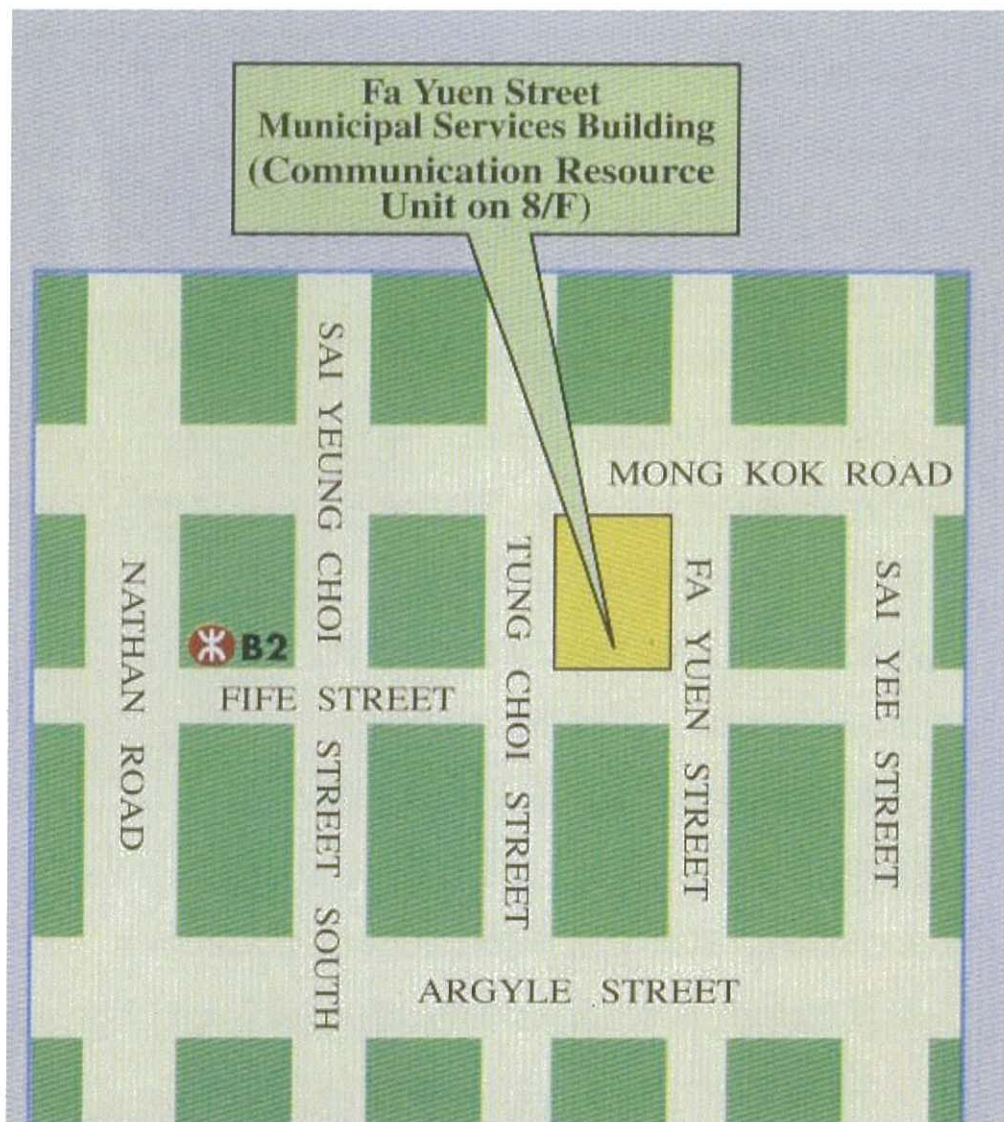 Fa Yuen Street
Municipal Services Building
(Communication Resource
Unit on 8/F)
MONG KOK ROAD
SAI YEUNG CHOI STREET SOUTH
NATHAN ROAD
TUNG CHOI STREET
FA YUEN STREET
SAI YEE STREET
B2
FIFE STREET
ARGYLE STREET